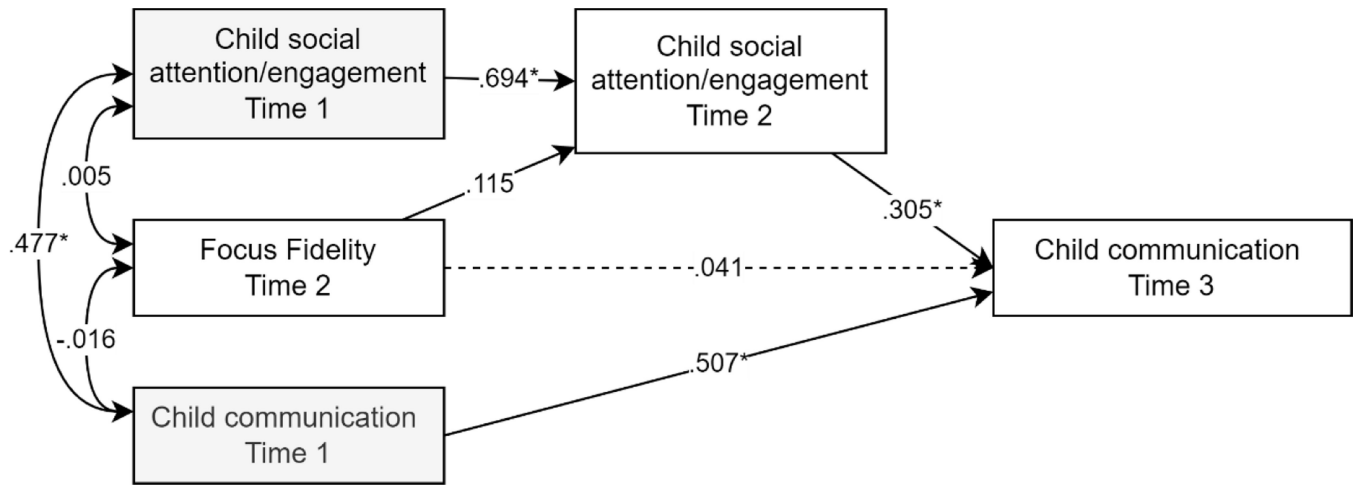 Child social
attention/engagement
Time 1
.694*
Child social
attention/engagement
Time 2
.005
.115
.477*
Focus Fidelity
Time 2
.041
.305*
Child communication
Time 3
-.016
.507*
Child communication
Time 1